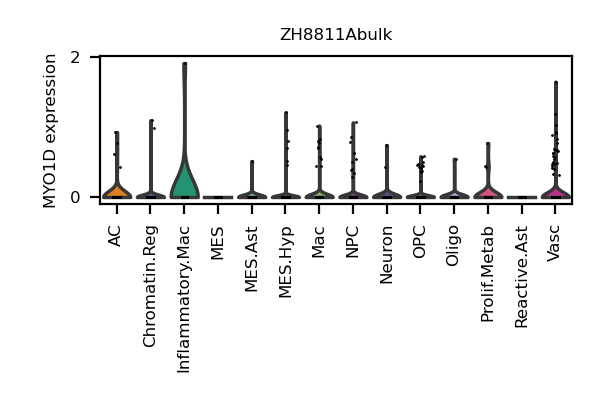 ZH8811Abulk
MYO1D expression
2
0
AC
Chromatin.Reg
Inflammatory.Mac
MES
MES.Ast
MES.Hyp
Mac
NPC
Neuron
OPC
Oligo
Prolif.Metab
Reactive.Ast
Vasc